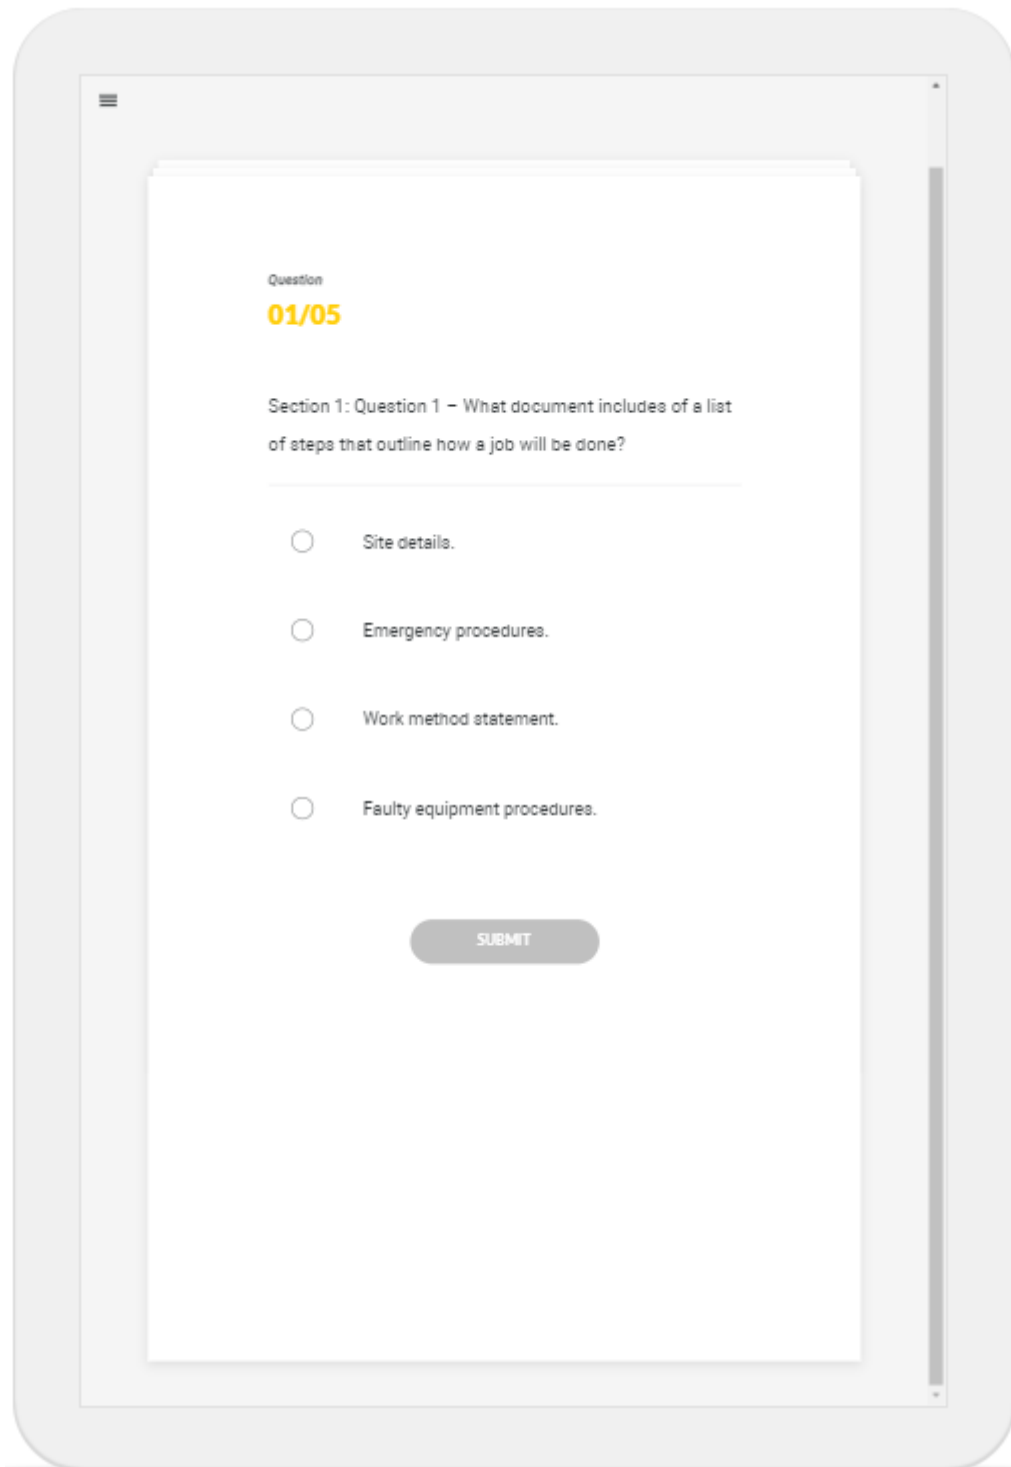 Question
01/05
Section 1: Question 1 – What document includes of a list
of steps that outline how a job will be done?
Site details.
Emergency procedures.
Work method statement.
Faulty equipment procedures.
SUBMIT